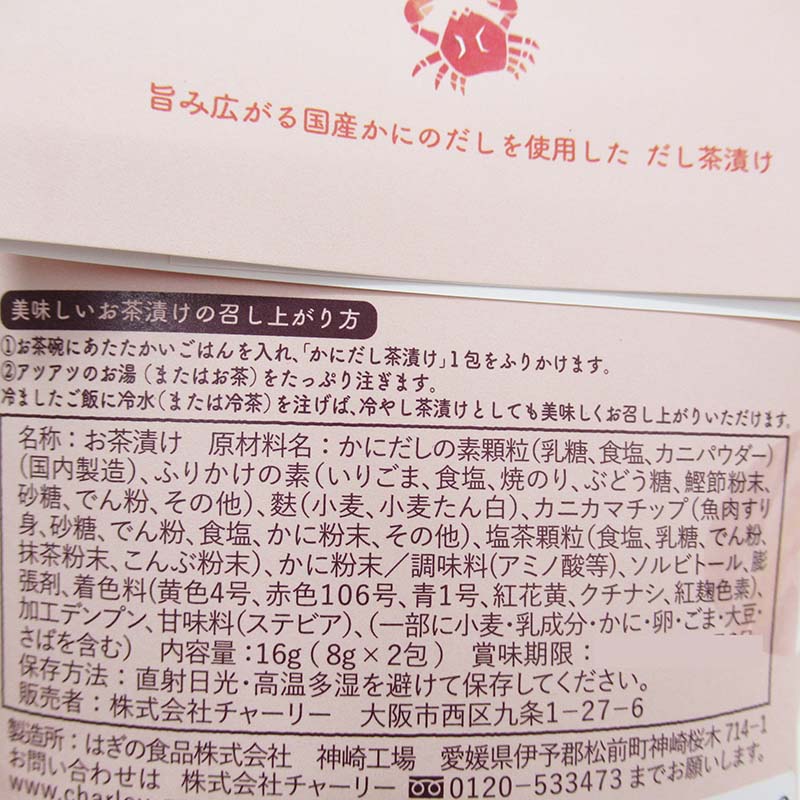 旨み広がる国産かにのだしを使用した だし茶漬け
美味しいお茶漬けの召し上がり方
①お茶碗にあたたかいごはんを入れ、「かにだし茶漬け」1包をふりかけます。
②アツアツのお湯(またはお茶)をたっぷり注ぎます。
冷ましたご飯に冷水(または冷茶)を注げば、冷やし茶漬けとしても美味しくお召し上がりいただけます。
名称:お茶漬け 原材料名:かにだしの素顆粒(乳糖、食塩、カニパウダー)
(国内製造)、ふりかけの素(いりごま、食塩、焼のり、ぶどう糖、鰹節粉末、
砂糖、でん粉、その他)、麩(小麦、小麦たん白)、カニカマチップ(魚肉すり
身、砂糖、でん粉、食塩、かに粉末、その他)、塩茶顆粒(食塩、乳糖、でん粉、
抹茶粉末、こんぶ粉末)、かに粉末/調味料(アミノ酸等)、ソルビトール、膨
張剤、着色料(黄色4号、赤色106号、青1号、紅花黄、クチナシ、紅麹色素)、
加工デンプン、甘味料(ステビア)、(一部に小麦・乳成分・かに・卵・ごま・大豆・
さばを含む) 内容量:16g(8g×2包) 賞味期限:
保存方法:直射日光・高温多湿を避けて保存してください。
販売者:株式会社チャーリー 大阪市西区九条1-27-6
製造所:はぎの食品株式会社 神崎工場 愛媛県伊予郡松前町神崎桜木714-1
お問い合わせは 株式会社チャーリー 0120-533473までお願いします。